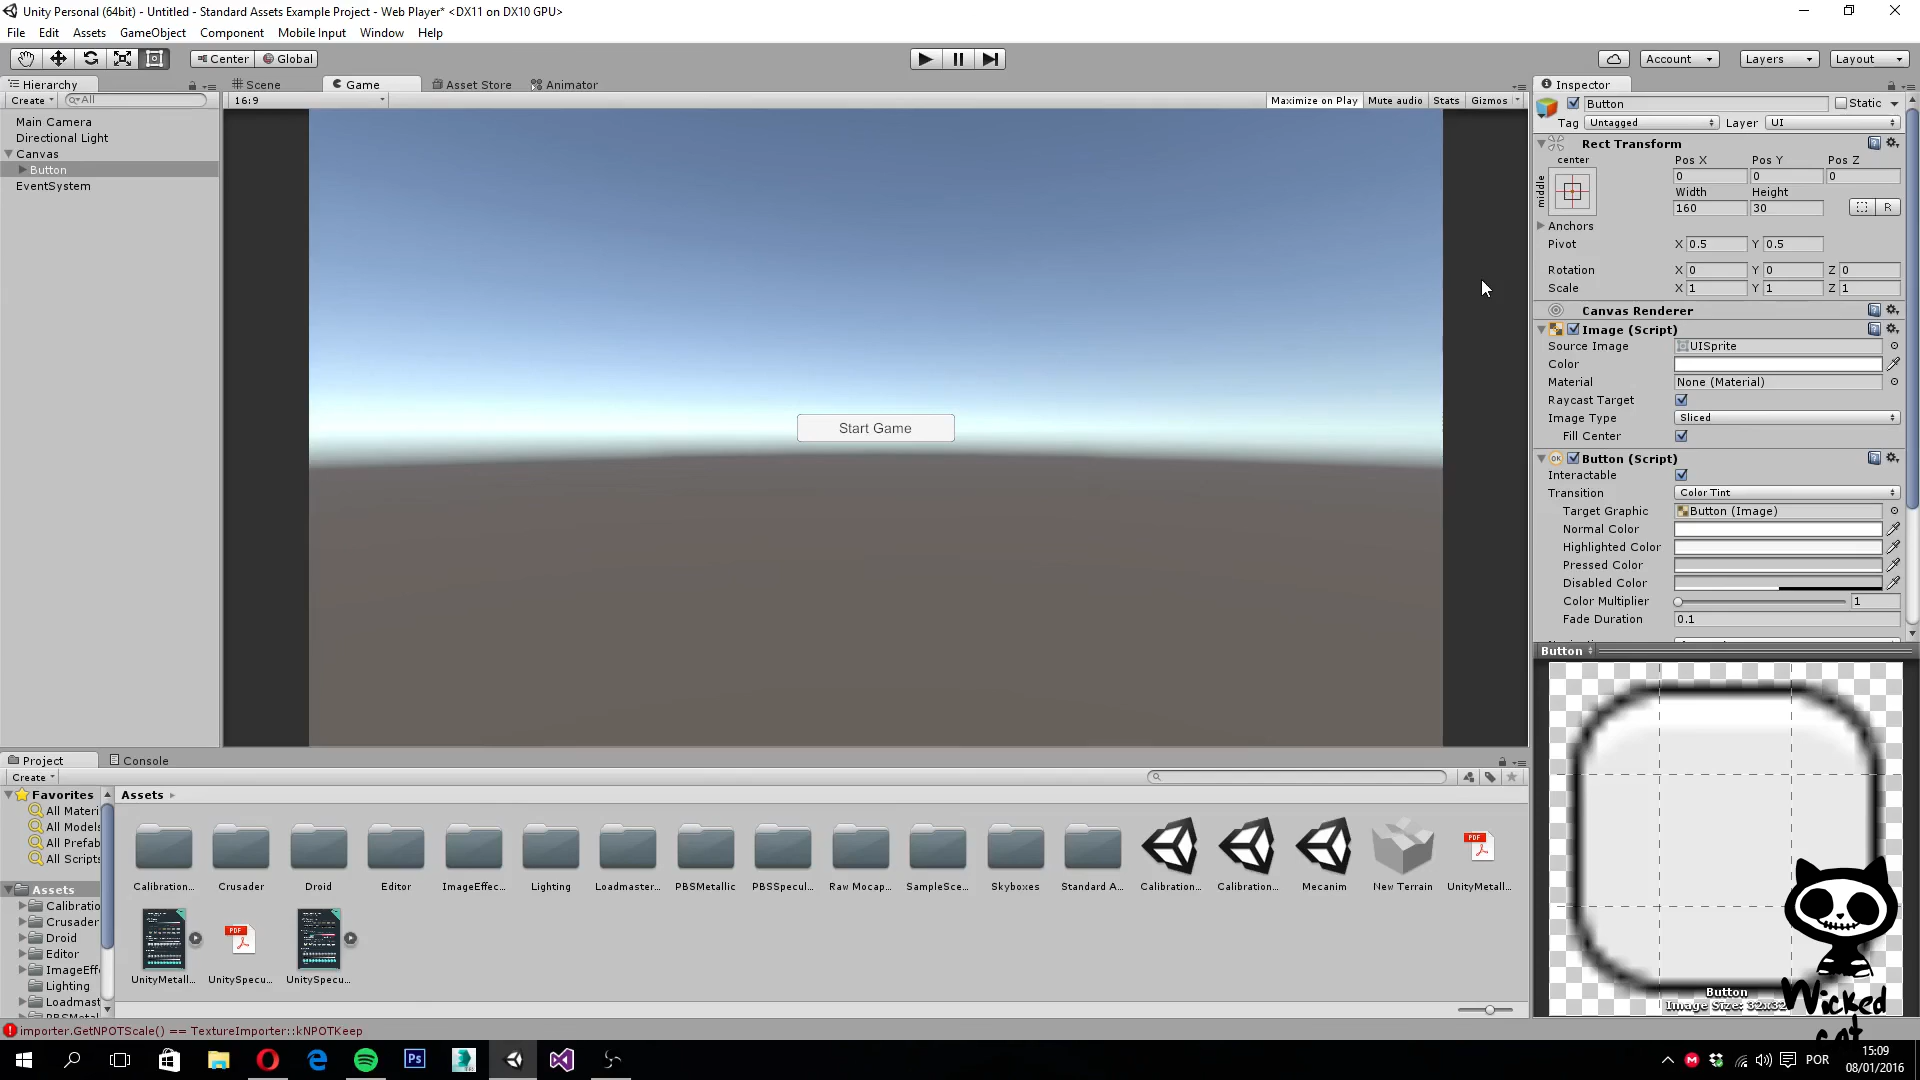 Unity Personal (64bit) - Untitled - Standard Assets Example Project - Web Player* <DX11 on DX10 GPU>
File Edit Assets GameObject Component Mobile Input Window Help
Center Global Account Layers Layout
Hierarchy Scene Game Asset Store Animator Inspector
Create All 16:9 Maximize on Play Mute audio Stats Gizmos
Button Static
Tag Untagged Layer UI
Main Camera
Directional Light
Canvas
Button
EventSystem
Start Game
Rect Transform
center Pos X Pos Y Pos Z
middle 0 0 0
Width Height
160 30 R
Anchors
Pivot X 0.5 Y 0.5
Rotation X 0 Y 0 Z 0
Scale X 1 Y 1 Z 1
Canvas Renderer
Image (Script)
Source Image UISprite
Color
Material None (Material)
Raycast Target
Image Type Sliced
Fill Center
OK Button (Script)
Interactable
Transition Color Tint
Target Graphic Button (Image)
Normal Color
Highlighted Color
Pressed Color
Disabled Color
Color Multiplier 1
Fade Duration 0.1
Button
Button
Image Size: 32x32
Wicked
cat
Project Console
Create
Favorites
All Materi
All Models
All Prefab
All Scripts
Assets
Calibratio
Crusader
Droid
Editor
ImageEff
Lighting
Loadmast
Assets
Calibration... Crusader Droid Editor ImageEffec... Lighting Loadmaster... PBSMetallic PBSSpecul... Raw Mocap... SampleSce... Skyboxes Standard A... Calibration... Calibration... Mecanim New Terrain PDF UnityMetall...
UnityMetall... PDF UnitySpecu... UnitySpecu...
importer.GetNPOTScale() == TextureImporter::kNPOTKeep
Ps POR 15:09
08/01/2016